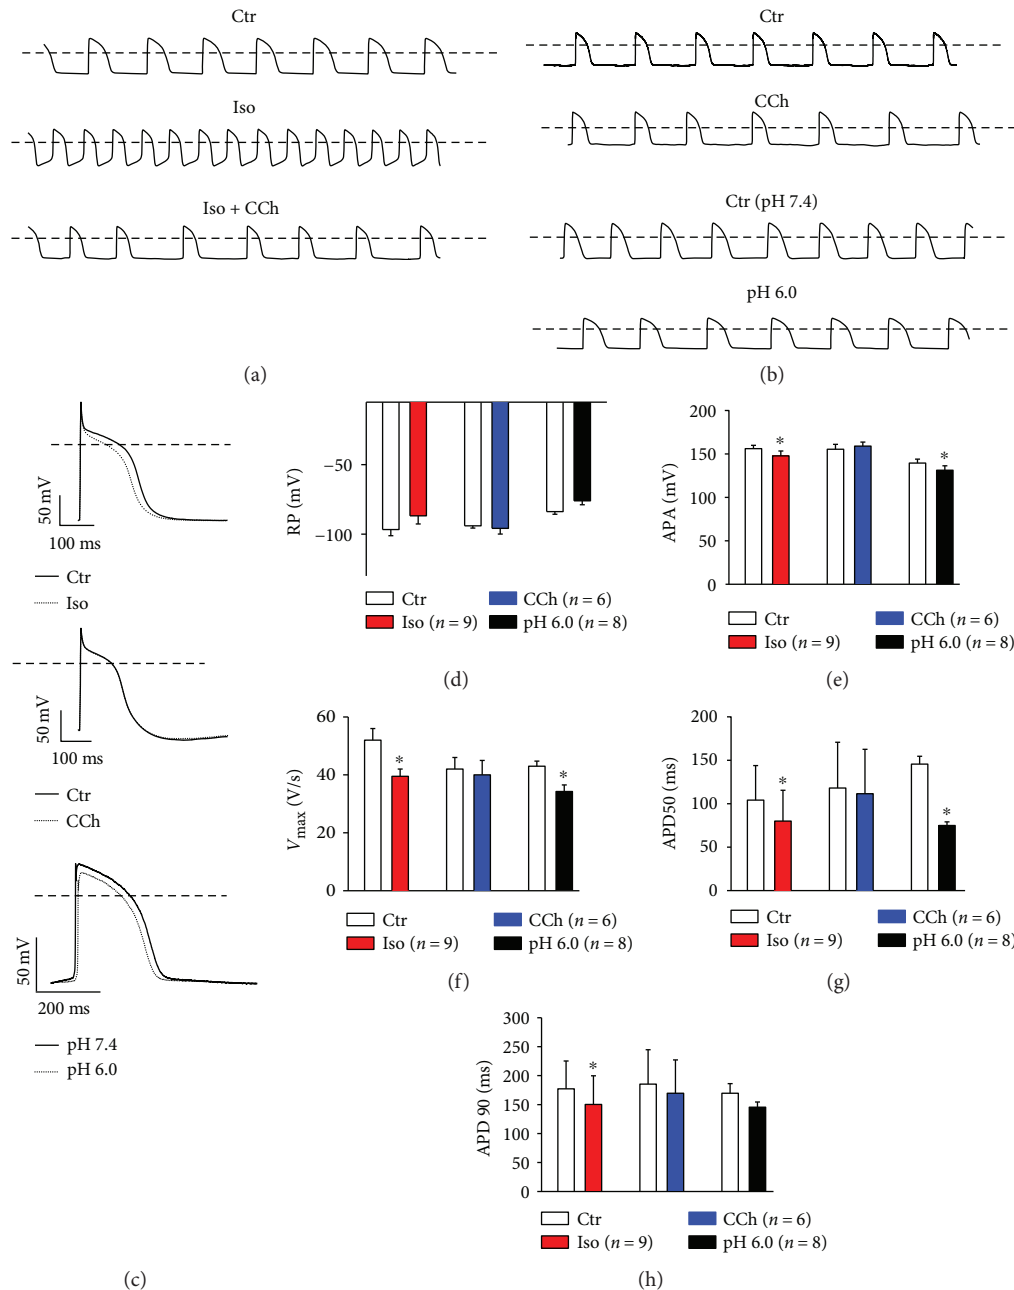 Ctr
Iso
Iso + CCh
(a)
Ctr
CCh
Ctr (pH 7.4)
pH 6.0
(b)
50 mV
100 ms
Ctr
Iso
50 mV
100 ms
Ctr
CCh
50 mV
200 ms
pH 7.4
pH 6.0
(c)
RP (mV)
−50
−100
Ctr
CCh (n = 6)
Iso (n = 9)
pH 6.0 (n = 8)
(d)
APA (mV)
200
150
100
50
0
* *
Ctr
CCh (n = 6)
Iso (n = 9)
pH 6.0 (n = 8)
(e)
Vmax (V/s)
60
40
20
0
* *
Ctr
CCh (n = 6)
Iso (n = 9)
pH 6.0 (n = 8)
(f)
APD50 (ms)
200
150
100
50
0
* *
Ctr
CCh (n = 6)
Iso (n = 9)
pH 6.0 (n = 8)
(g)
APD 90 (ms)
300
250
200
150
100
50
0
*
Ctr
CCh (n = 6)
Iso (n = 9)
pH 6.0 (n = 8)
(h)